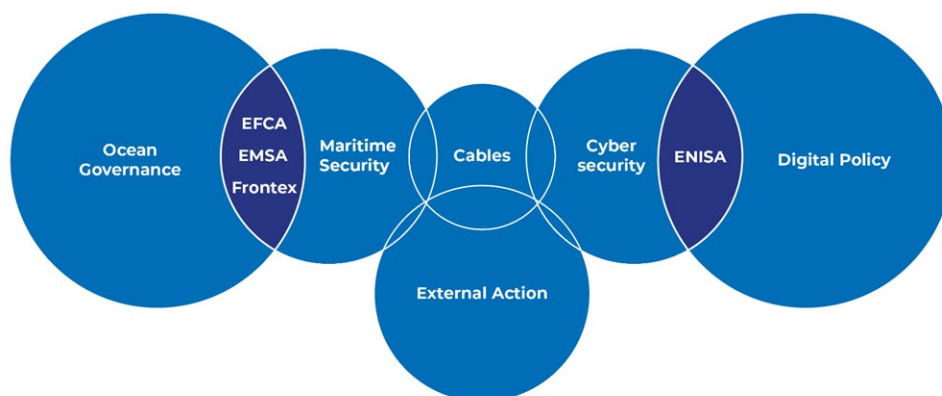 Ocean
Governance
EFCA
EMSA
Frontex
Maritime
Security
Cables
Cyber
security
ENISA
Digital Policy
External Action